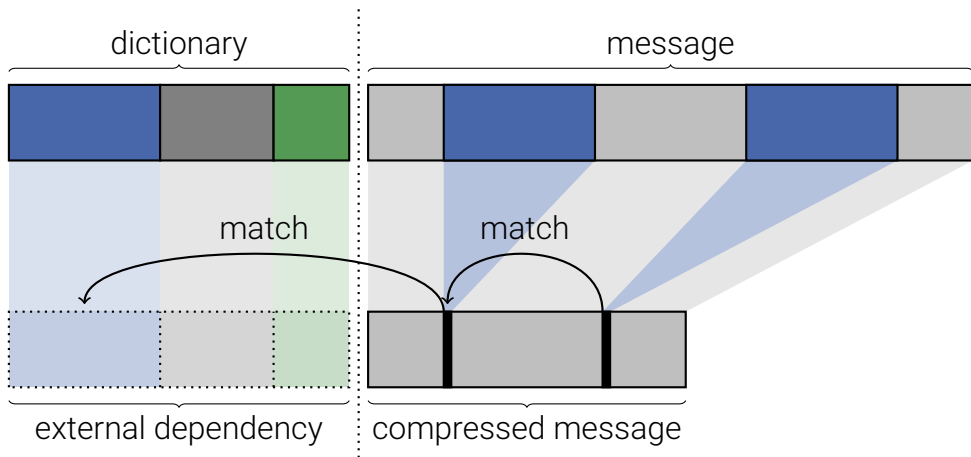 dictionary
message
match
match
external dependency
compressed message